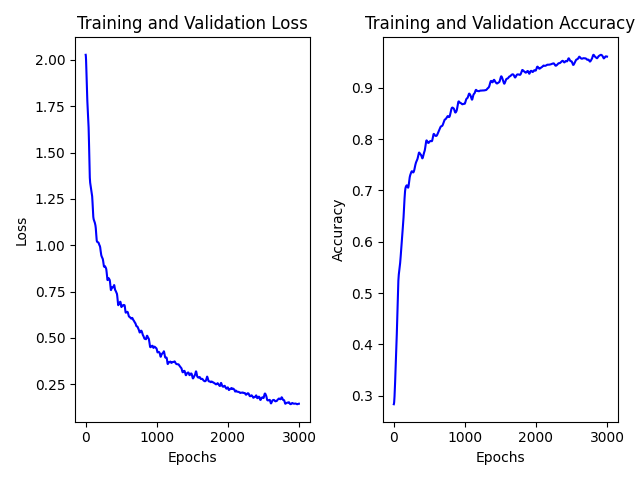 Training and Validation Loss
2.00
1.75
1.50
1.25
1.00
0.75
0.50
0.25
Loss
0 1000 2000 3000
Epochs
Training and Validation Accuracy
0.9
0.8
0.7
0.6
0.5
0.4
0.3
Accuracy
0 1000 2000 3000
Epochs